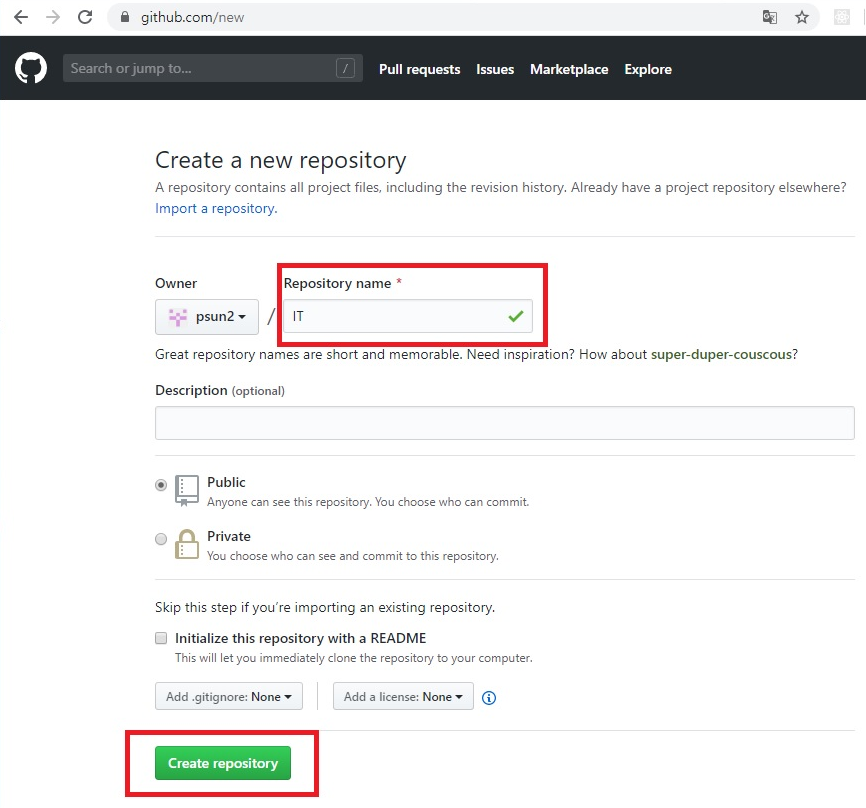 github.com/new
Search or jump to... /
Pull requests Issues Marketplace Explore
Create a new repository
A repository contains all project files, including the revision history. Already have a project repository elsewhere?
Import a repository.
Owner
Repository name *
psun2 / IT
Great repository names are short and memorable. Need inspiration? How about super-duper-couscous?
Description (optional)
Public
Anyone can see this repository. You choose who can commit.
Private
You choose who can see and commit to this repository.
Skip this step if you're importing an existing repository.
Initialize this repository with a README
This will let you immediately clone the repository to your computer.
Add .gitignore: None Add a license: None
Create repository